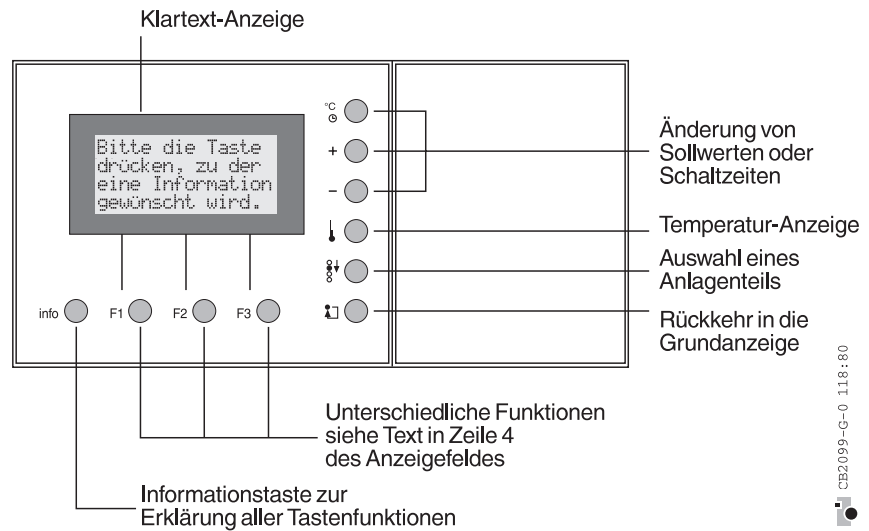 Klartext-Anzeige
Bitte die Taste
drücken, zu der
eine Information
gewünscht wird.
°C
+
−
info
F1
F2
F3
Änderung von
Sollwerten oder
Schaltzeiten
Temperatur-Anzeige
Auswahl eines
Anlagenteils
Rückkehr in die
Grundanzeige
Unterschiedliche Funktionen
siehe Text in Zeile 4
des Anzeigefeldes
Informationstaste zur
Erklärung aller Tastenfunktionen
CB2099-G-0 118:80